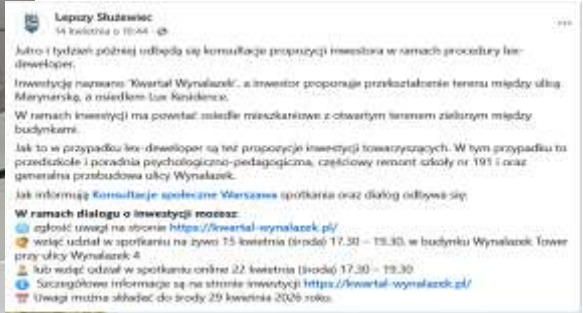 Lepszy Służewiec
14 kwietnia o 10:44
Jutro i tydzień później odbędą się konsultacje propozycji inwestora w ramach procedury lex-
deweloper.
Inwestycję nazwano 'Kwartał Wynalazek', a inwestor proponuje przekształcenie terenu między ulicą
Marynarską, a osiedlem Lux Residence.
W ramach inwestycji ma powstać osiedle mieszkaniowe z otwartym terenem zielonym między
budynkami.
Jak to w przypadku lex-deweloper są też propozycje inwestycji towarzyszących. W tym przypadku to
przedszkole i poradnia psychologiczno-pedagogiczna, częściowy remont szkoły nr 191 i oraz
generalna przebudowa ulicy Wynalazek.
Jak informują Konsultacje społeczne Warszawa spotkania oraz dialog odbywa się:
W ramach dialogu o inwestycji możesz:
zgłosić uwagi na stronie https://kwartal-wynalazek.pl/
wziąć udział w spotkaniu na żywo 15 kwietnia (środa) 17.30 – 19.30, w budynku Wynalazek Tower
przy ulicy Wynalazek 4
lub wziąć udział w spotkaniu online 22 kwietnia (środa) 17.30 – 19.30
Szczegółowe informacje są na stronie inwestycji https://kwartal-wynalazek.pl/
Uwagi można składać do środy 29 kwietnia 2026 roku.